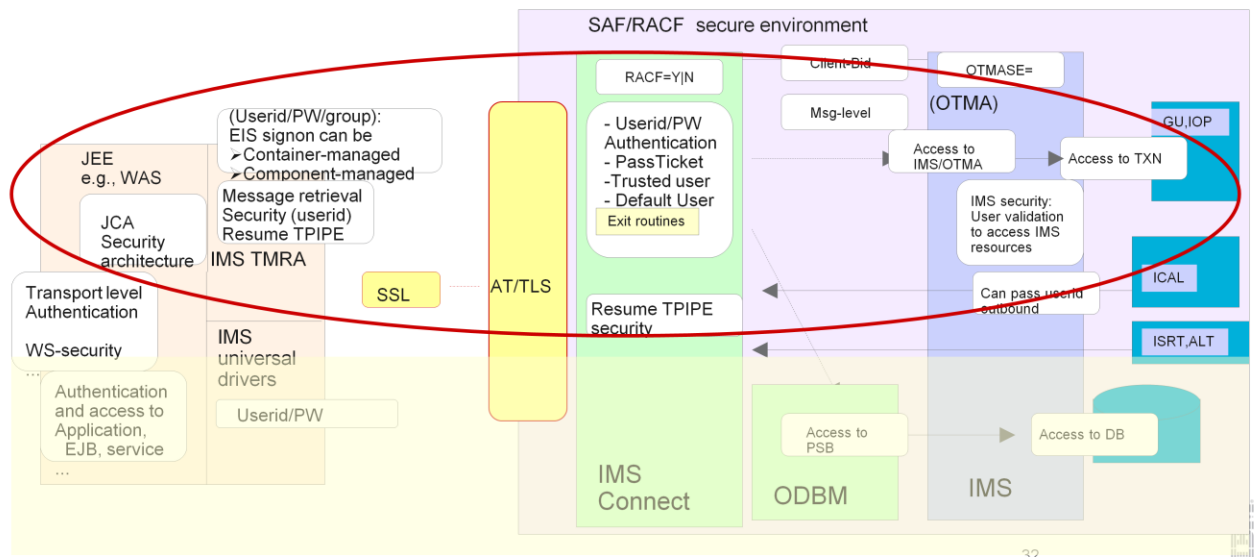 SAF/RACF secure environment
RACF=Y|N
Client-Bid
OTMASE=
Msg-level
(OTMA)
(Userid/PW/group):
EIS signon can be
➢Container-managed
➢Component-managed
- Userid/PW
Authentication
- PassTicket
-Trusted user
- Default User
Exit routines
GU,IOP
Access to
IMS/OTMA
Access to TXN
JEE
e.g., WAS
Message retrieval
Security (userid)
Resume TPIPE
JCA
Security
architecture
IMS TMRA
IMS security:
User validation
to access IMS
resources
SSL
AT/TLS
ICAL
Can pass userid
outbound
Transport level
Authentication
WS-security
...
Resume TPIPE
security
ISRT,ALT
IMS
universal
drivers
Userid/PW
Authentication
and access to
Application,
EJB, service
...
Access to
PSB
Access to DB
IMS
Connect
ODBM
IMS
32